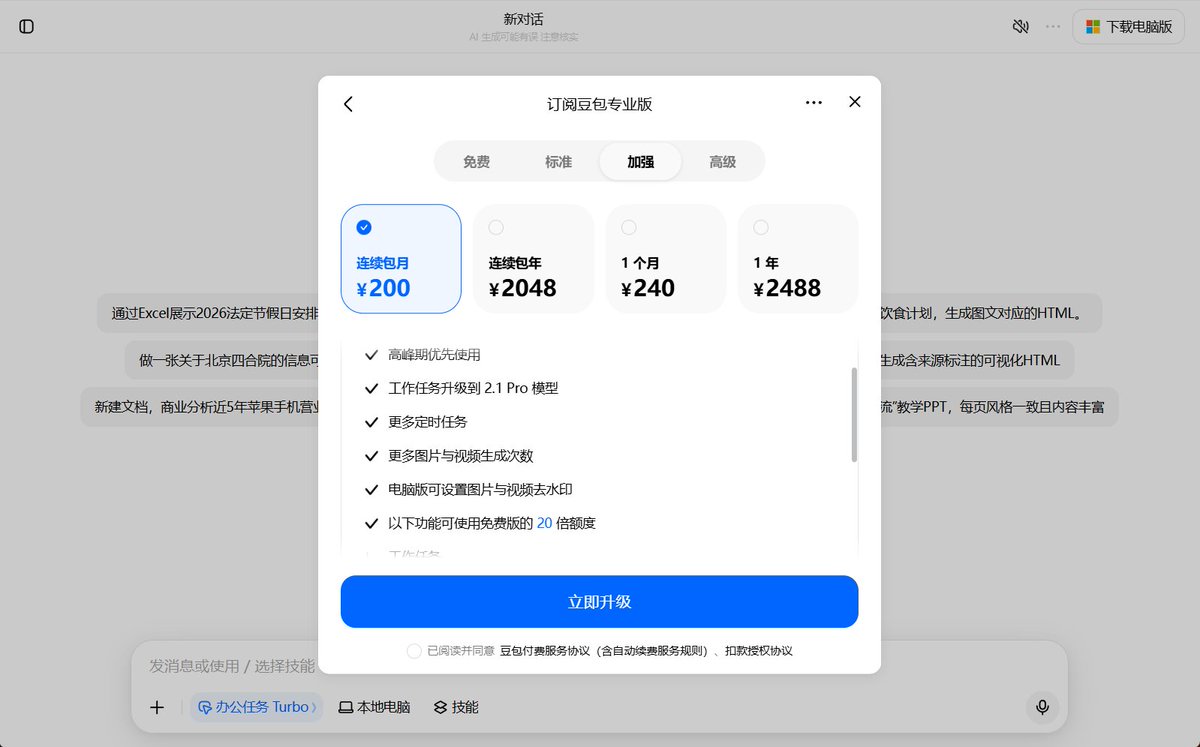 新对话
AI 生成可能有误 注意核实
下载电脑版
订阅豆包专业版
免费
标准
加强
高级
连续包月
¥200
连续包年
¥2048
1 个月
¥240
1 年
¥2488
高峰期优先使用
工作任务升级到 2.1 Pro 模型
更多定时任务
更多图片与视频生成次数
电脑版可设置图片与视频去水印
以下功能可使用免费版的 20 倍额度
工作任务
立即升级
已阅读并同意 豆包付费服务协议（含自动续费服务规则）、扣款授权协议
通过Excel展示2026法定节假日安排
饮食计划，生成图文对应的HTML。
做一张关于北京四合院的信息可
生成含来源标注的可视化HTML
新建文档，商业分析近5年苹果手机营业
流”教学PPT，每页风格一致且内容丰富
发消息或使用 / 选择技能
办公任务 Turbo
本地电脑
技能